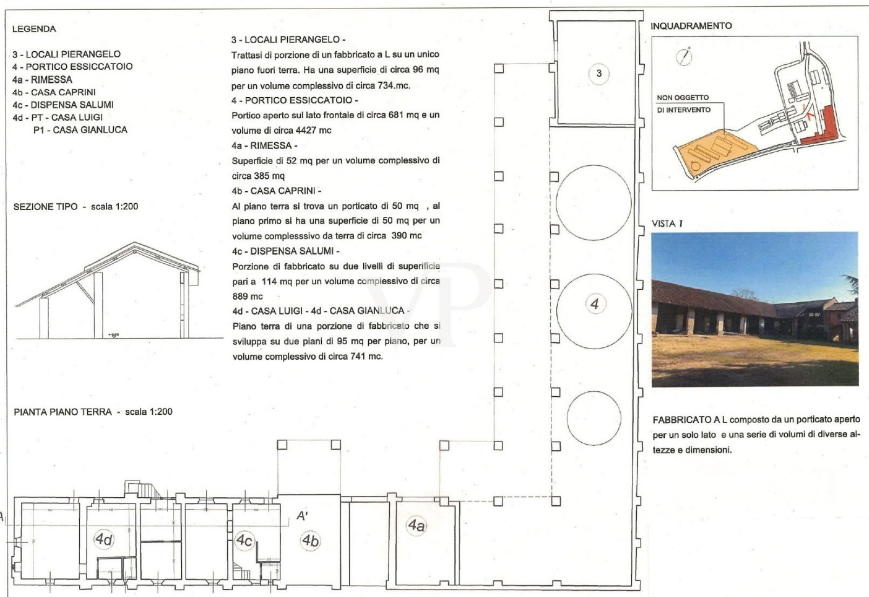 LEGENDA
3 - LOCALI PIERANGELO
4 - PORTICO ESSICCATOIO
4a - RIMESSA
4b - CASA CAPRINI
4c - DISPENSA SALUMI
4d - PT - CASA LUIGI
P1 - CASA GIANLUCA
SEZIONE TIPO - scala 1:200
PIANTA PIANO TERRA - scala 1:200
3 - LOCALI PIERANGELO -
Trattasi di porzione di un fabbricato a L su un unico
piano fuori terra. Ha una superficie di circa 96 mq
per un volume complessivo di circa 734.mc.
4 - PORTICO ESSICCATOIO -
Portico aperto sul lato frontale di circa 681 mq e un
volume di circa 4427 mc
4a - RIMESSA -
Superficie di 52 mq per un volume complessivo di
circa 385 mq
4b - CASA CAPRINI -
Al piano terra si trova un porticato di 50 mq , al
piano primo si ha una superficie di 50 mq per un
volume complesssivo da terra di circa 390 mc
4c - DISPENSA SALUMI -
Porzione di fabbricato su due livelli di superficie
pari a 114 mq per un volume complessivo di circa
889 mc
4d - CASA LUIGI - 4d - CASA GIANLUCA -
Piano terra di una porzione di fabbricato che si
sviluppa su due piani di 95 mq per piano, per un
volume complessivo di circa 741 mc.
VP
3
4
A
A'
4d
4c
4b
4a
INQUADRAMENTO
NON OGGETTO
DI INTERVENTO
VISTA 1
FABBRICATO A L composto da un porticato aperto
per un solo lato e una serie di volumi di diverse al-
tezze e dimensioni.